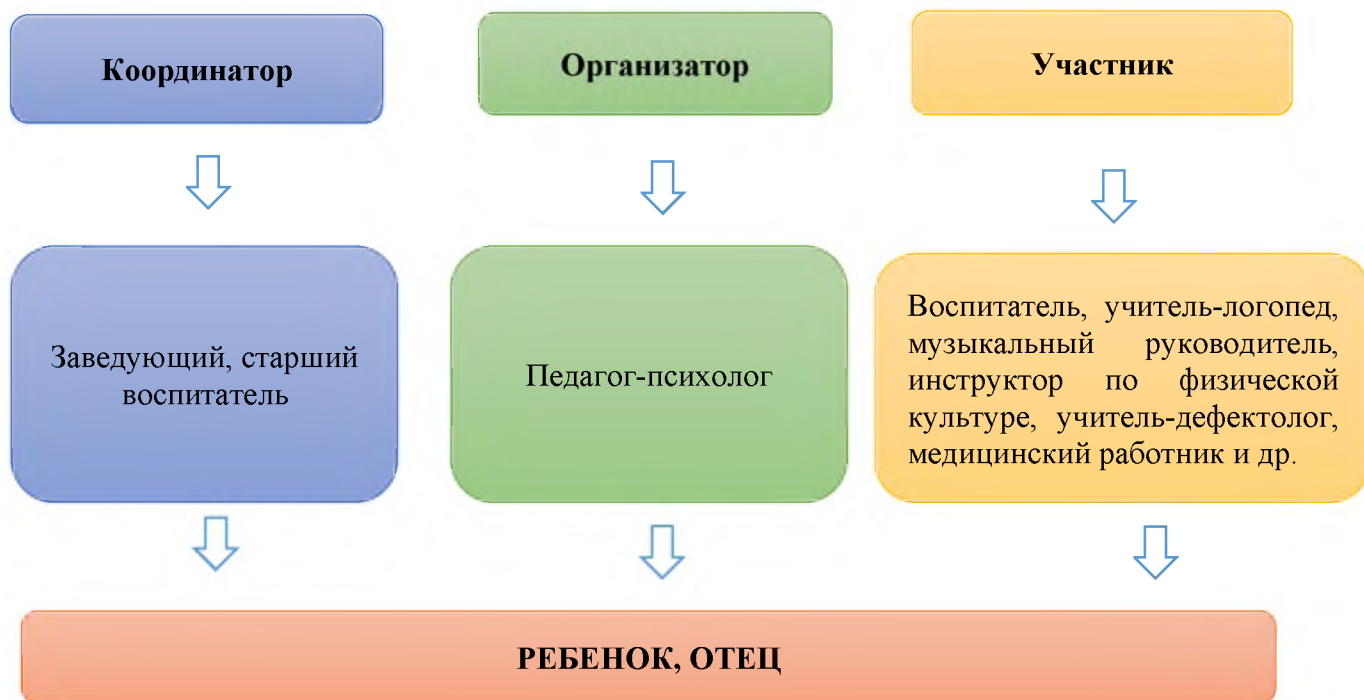 Координатор
Организатор
Участник
Заведующий, старший
воспитатель
Педагог-психолог
Воспитатель, учитель-логопед,
музыкальный руководитель,
инструктор по физической
культуре, учитель-дефектолог,
медицинский работник и др.
РЕБЕНОК, ОТЕЦ